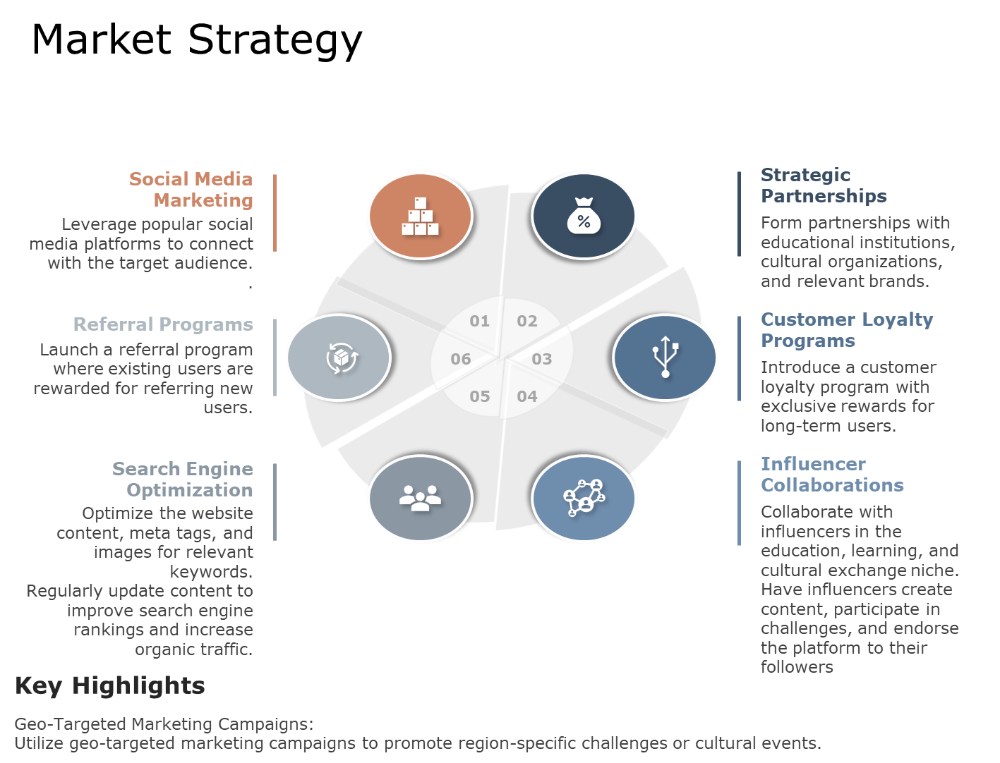 Market Strategy
Social Media
Marketing
Leverage popular social
media platforms to connect
with the target audience.
.
Referral Programs
Launch a referral program
where existing users are
rewarded for referring new
users.
Search Engine
Optimization
Optimize the website
content, meta tags, and
images for relevant
keywords.
Regularly update content to
improve search engine
rankings and increase
organic traffic.
%
01
02
06
03
05
04
Strategic
Partnerships
Form partnerships with
educational institutions,
cultural organizations,
and relevant brands.
Customer Loyalty
Programs
Introduce a customer
loyalty program with
exclusive rewards for
long-term users.
Influencer
Collaborations
Collaborate with
influencers in the
education, learning, and
cultural exchange niche.
Have influencers create
content, participate in
challenges, and endorse
the platform to their
followers
Key Highlights
Geo-Targeted Marketing Campaigns:
Utilize geo-targeted marketing campaigns to promote region-specific challenges or cultural events.